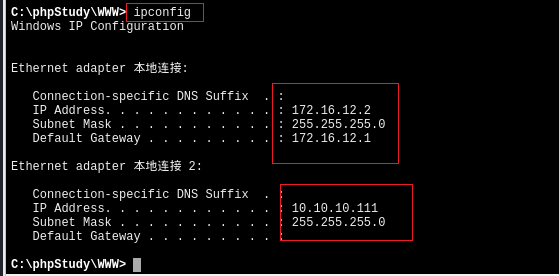 C:\phpStudy\WWW> ipconfig
Windows IP Configuration
Ethernet adapter 本地连接:
Connection-specific DNS Suffix . :
IP Address. . . . . . . . . . . . : 172.16.12.2
Subnet Mask . . . . . . . . . . . : 255.255.255.0
Default Gateway . . . . . . . . . : 172.16.12.1
Ethernet adapter 本地连接 2:
Connection-specific DNS Suffix . :
IP Address. . . . . . . . . . . . : 10.10.10.111
Subnet Mask . . . . . . . . . . . : 255.255.255.0
Default Gateway . . . . . . . . . :
C:\phpStudy\WWW>